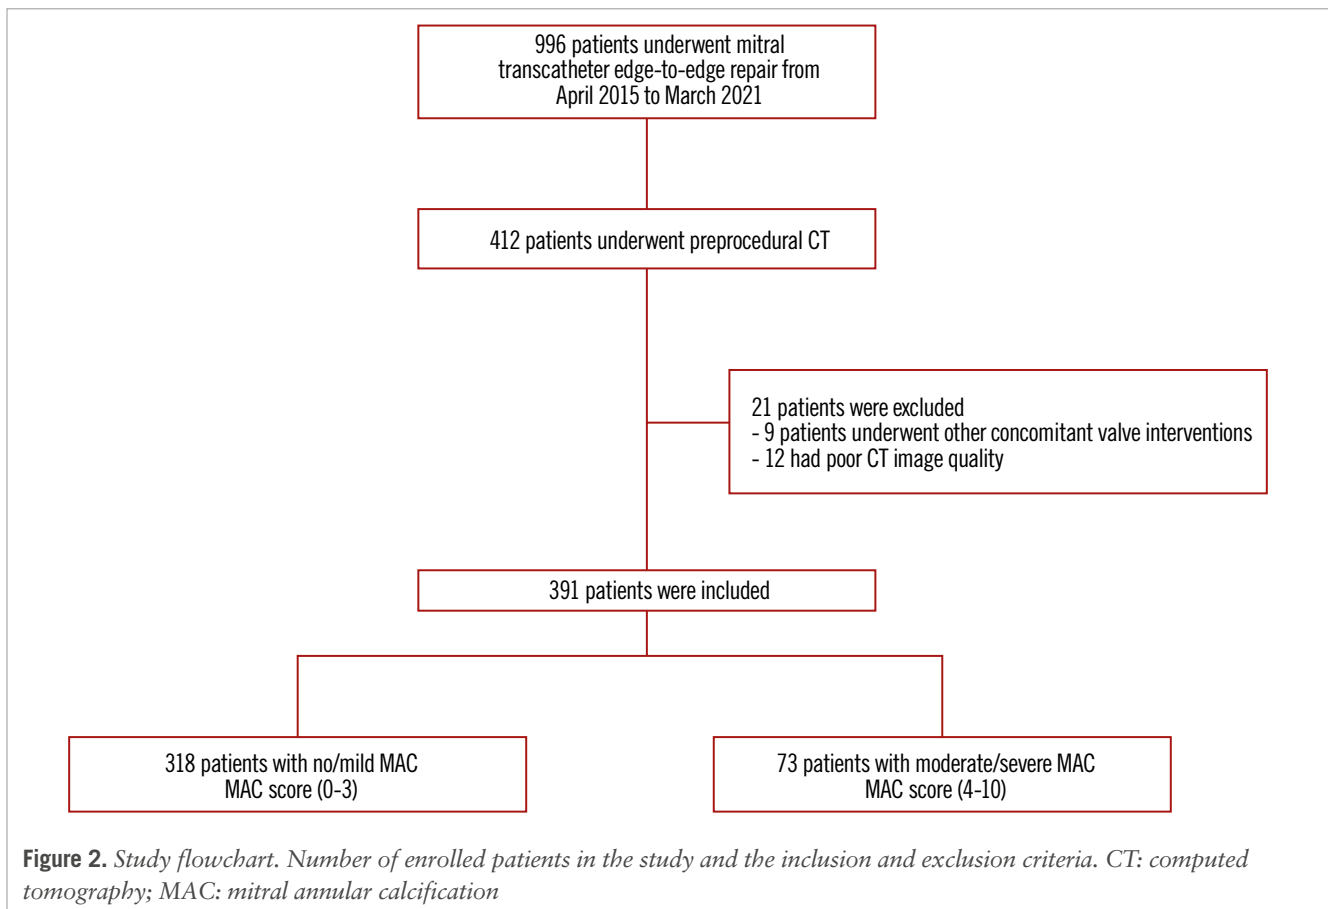 996 patients underwent mitral
transcatheter edge-to-edge repair from
April 2015 to March 2021
412 patients underwent preprocedural CT
21 patients were excluded
- 9 patients underwent other concomitant valve interventions
- 12 had poor CT image quality
391 patients were included
318 patients with no/mild MAC
MAC score (0-3)
73 patients with moderate/severe MAC
MAC score (4-10)
Figure 2. Study flowchart. Number of enrolled patients in the study and the inclusion and exclusion criteria. CT: computed
tomography; MAC: mitral annular calcification